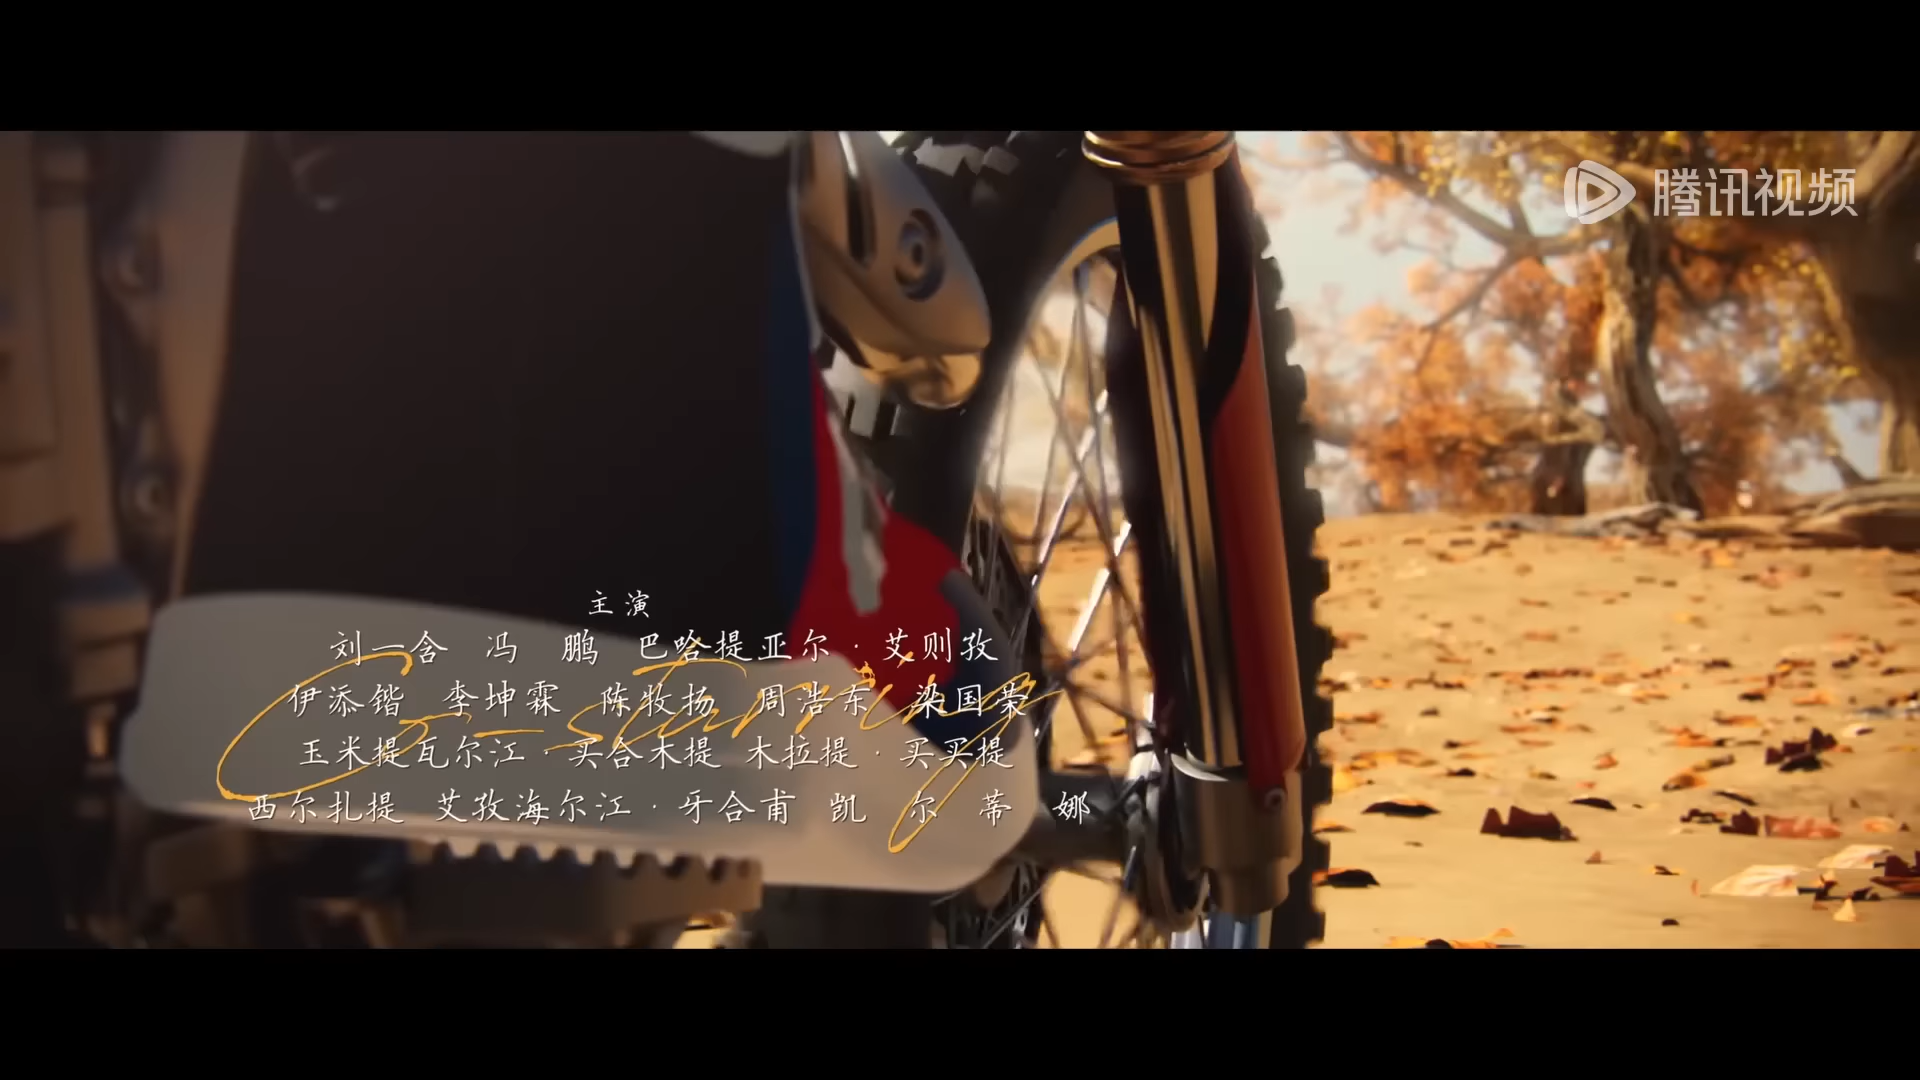 腾讯视频
主演
刘一含 冯 鹏 巴哈提亚尔·艾则孜
Co-starring
伊添锴 李坤霖 陈牧扬 周浩东 梁国荣
玉米提瓦尔江·买合木提 木拉提·买买提
西尔扎提 艾孜海尔江·牙合甫 凯 尔 蒂 娜